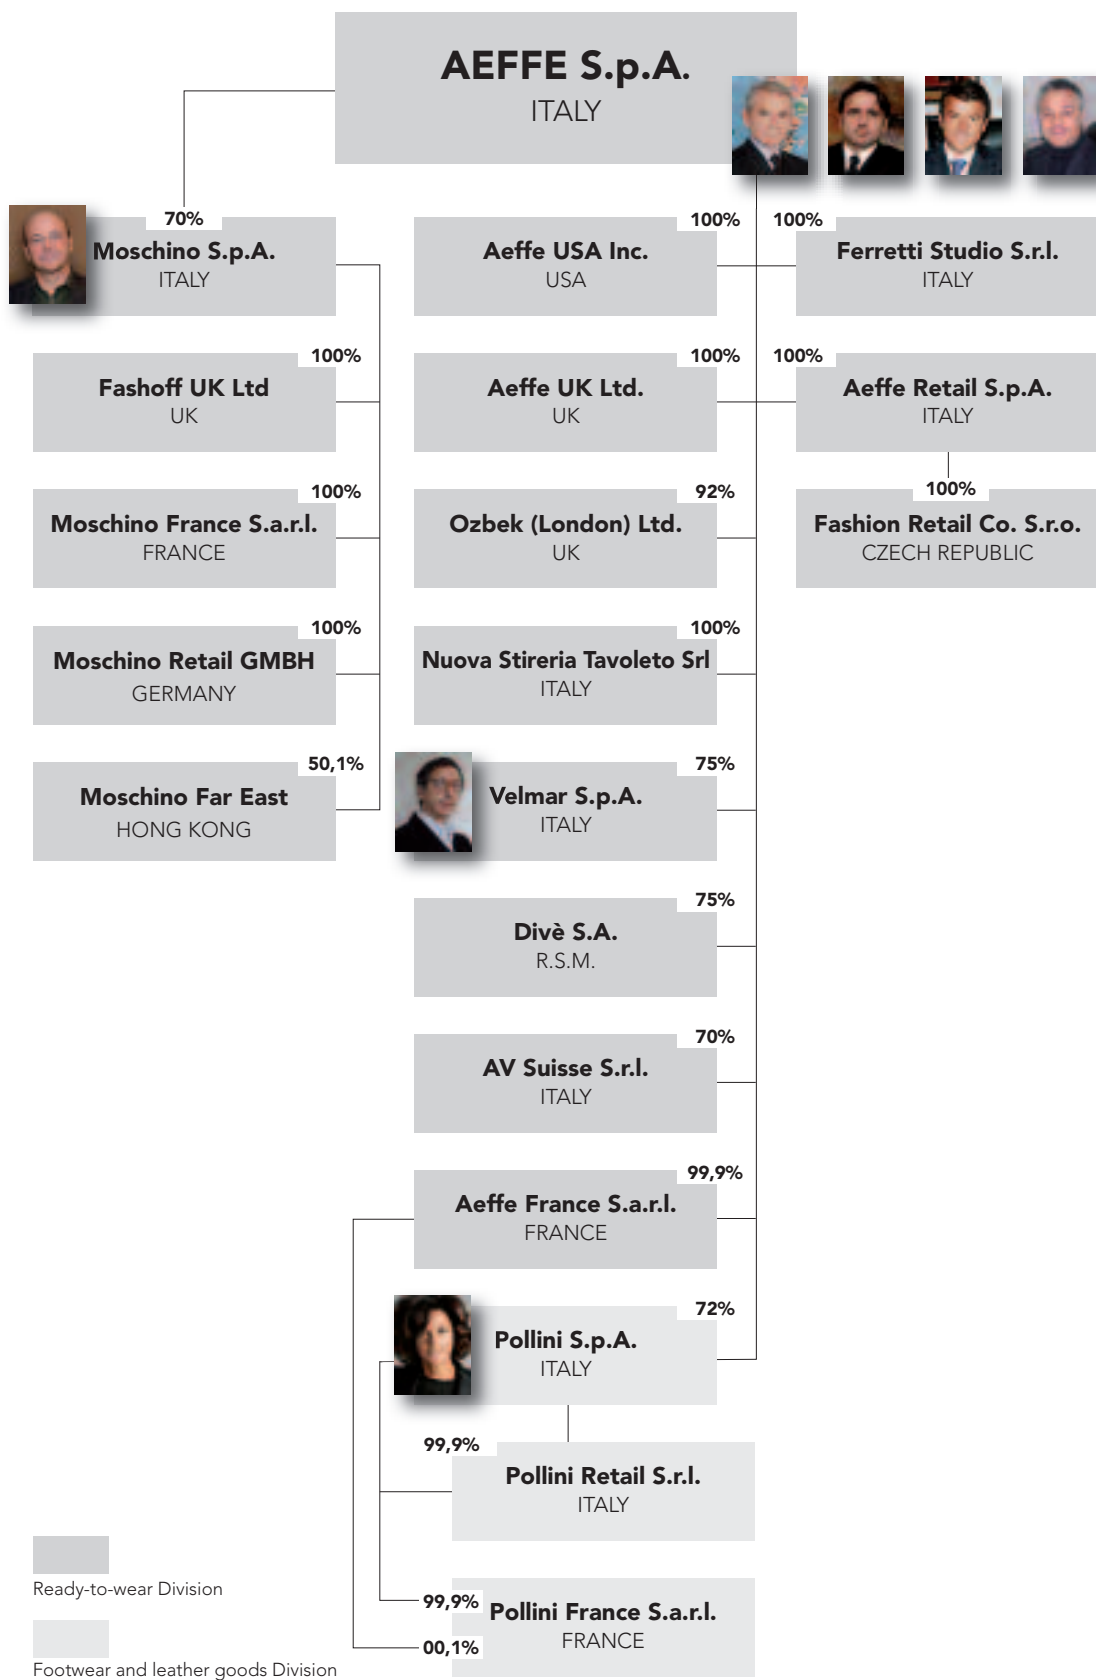 AEFFE S.p.A.
ITALY
70%
Moschino S.p.A.
ITALY
100%
Fashoff UK Ltd
UK
100%
Moschino France S.a.r.l.
FRANCE
100%
Moschino Retail GMBH
GERMANY
50,1%
Moschino Far East
HONG KONG
100%
Aeffe USA Inc.
USA
100%
Aeffe UK Ltd.
UK
92%
Ozbek (London) Ltd.
UK
100%
Nuova Stireria Tavoleto Srl
ITALY
75%
Velmar S.p.A.
ITALY
75%
Divè S.A.
R.S.M.
70%
AV Suisse S.r.l.
ITALY
99,9%
Aeffe France S.a.r.l.
FRANCE
72%
Pollini S.p.A.
ITALY
99,9%
Pollini Retail S.r.l.
ITALY
99,9%
Pollini France S.a.r.l.
00,1%
FRANCE
100%
Ferretti Studio S.r.l.
ITALY
100%
Aeffe Retail S.p.A.
ITALY
100%
Fashion Retail Co. S.r.o.
CZECH REPUBLIC
Ready-to-wear Division
Footwear and leather goods Division